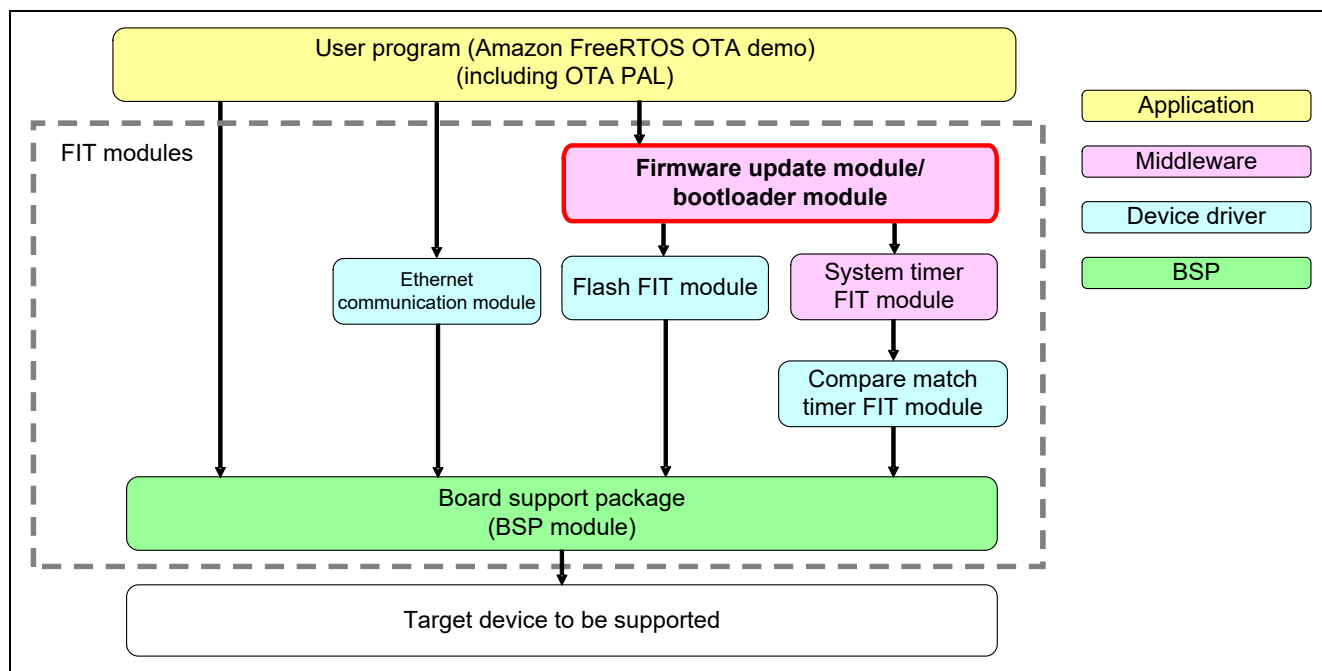 User program (Amazon FreeRTOS OTA demo)
(including OTA PAL)
Application
FIT modules
Middleware
Firmware update module/
bootloader module
Device driver
Ethernet
communication module
Flash FIT module
System timer
FIT module
BSP
Compare match
timer FIT module
Board support package
(BSP module)
Target device to be supported